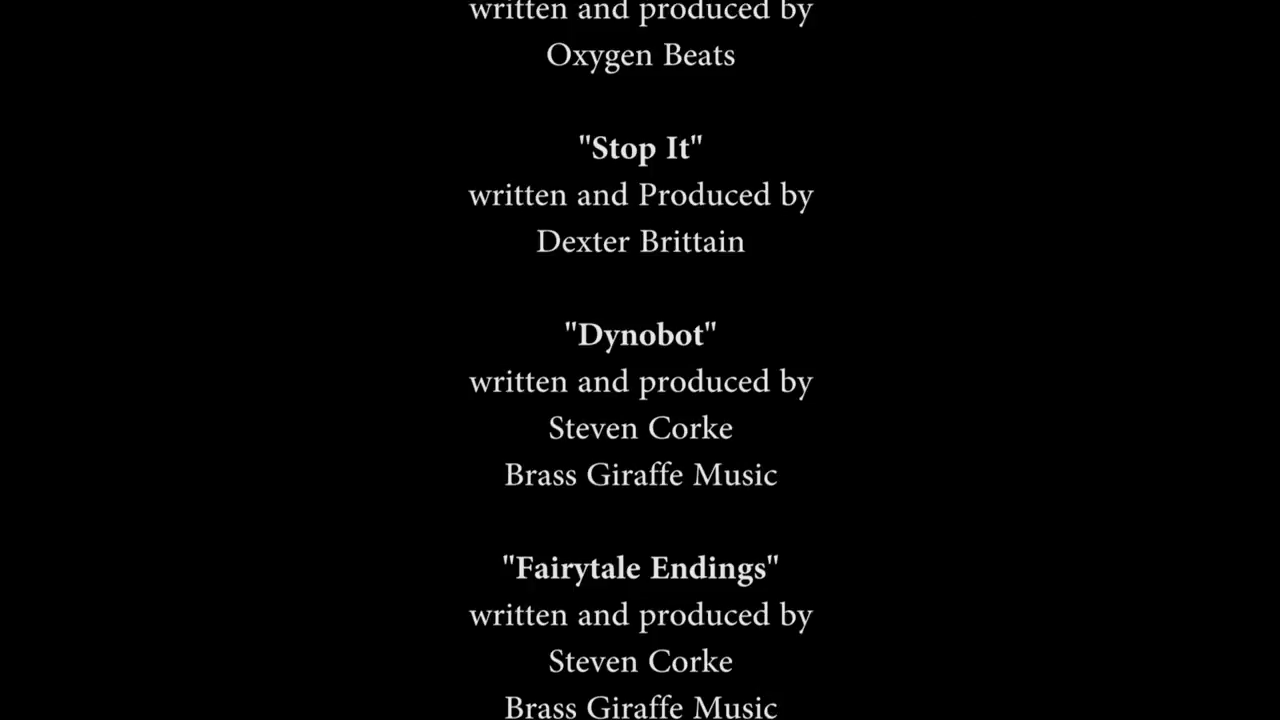 written and produced by
Oxygen Beats
"Stop It"
written and Produced by
Dexter Brittain
"Dynobot"
written and produced by
Steven Corke
Brass Giraffe Music
"Fairytale Endings"
written and produced by
Steven Corke
Brass Giraffe Music